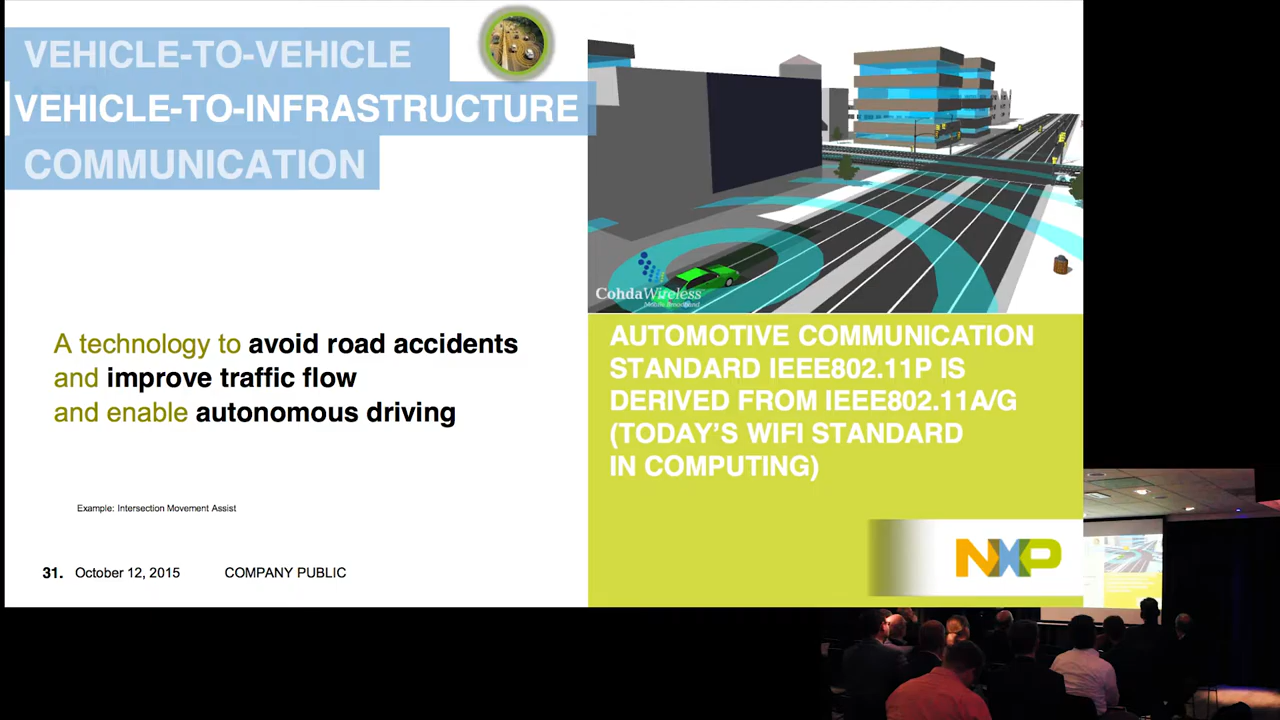 VEHICLE-TO-VEHICLE
VEHICLE-TO-INFRASTRUCTURE
COMMUNICATION
CohdaWireless
Mobile Broadband
A technology to avoid road accidents
and improve traffic flow
and enable autonomous driving
Example: Intersection Movement Assist
31. October 12, 2015 COMPANY PUBLIC
AUTOMOTIVE COMMUNICATION
STANDARD IEEE802.11P IS
DERIVED FROM IEEE802.11A/G
(TODAY'S WIFI STANDARD
IN COMPUTING)
NXP